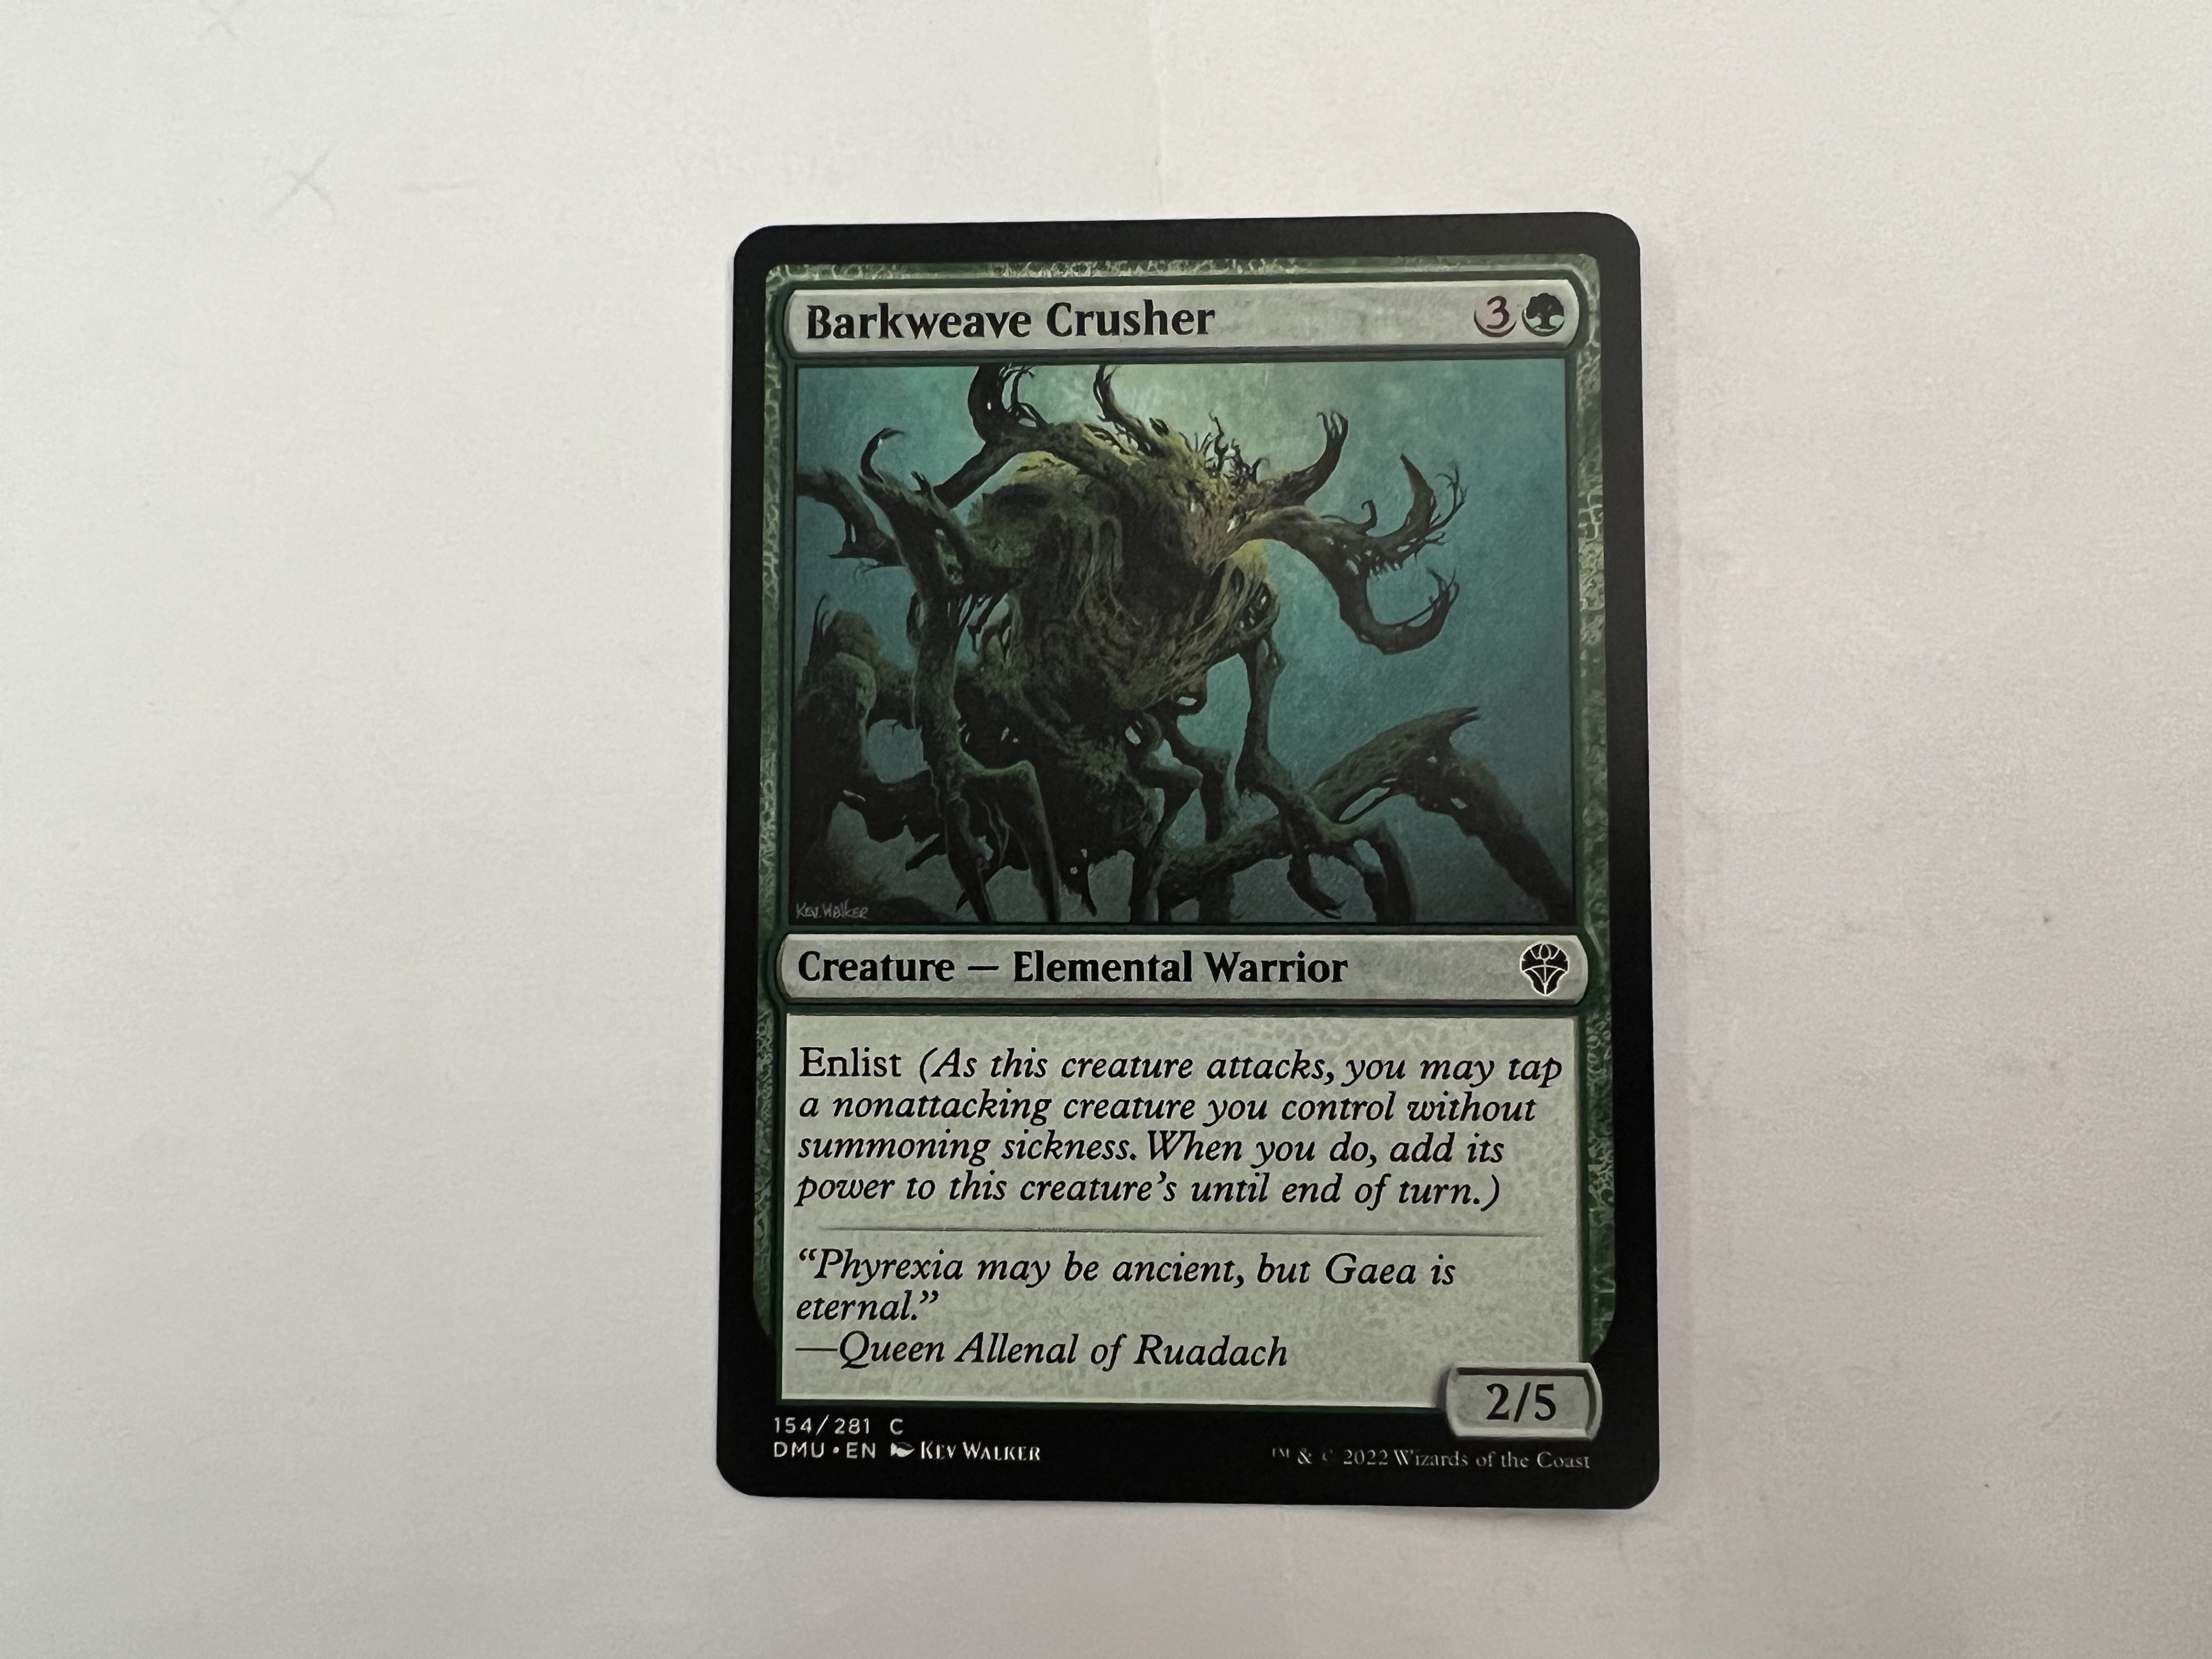 Barkweave Crusher 3
KEV. WALKER
Creature — Elemental Warrior
Enlist (As this creature attacks, you may tap
a nonattacking creature you control without
summoning sickness. When you do, add its
power to this creature's until end of turn.)
“Phyrexia may be ancient, but Gaea is
eternal.”
—Queen Allenal of Ruadach
2/5
154/281 C
DMU • EN KEV WALKER
™ & © 2022 Wizards of the Coast